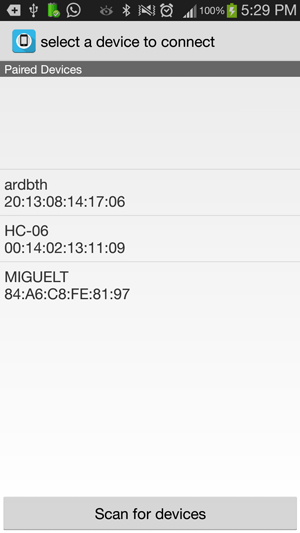 100% 5:29 PM
select a device to connect
Paired Devices
ardbth
20:13:08:14:17:06
HC-06
00:14:02:13:11:09
MIGUELT
84:A6:C8:FE:81:97
Scan for devices